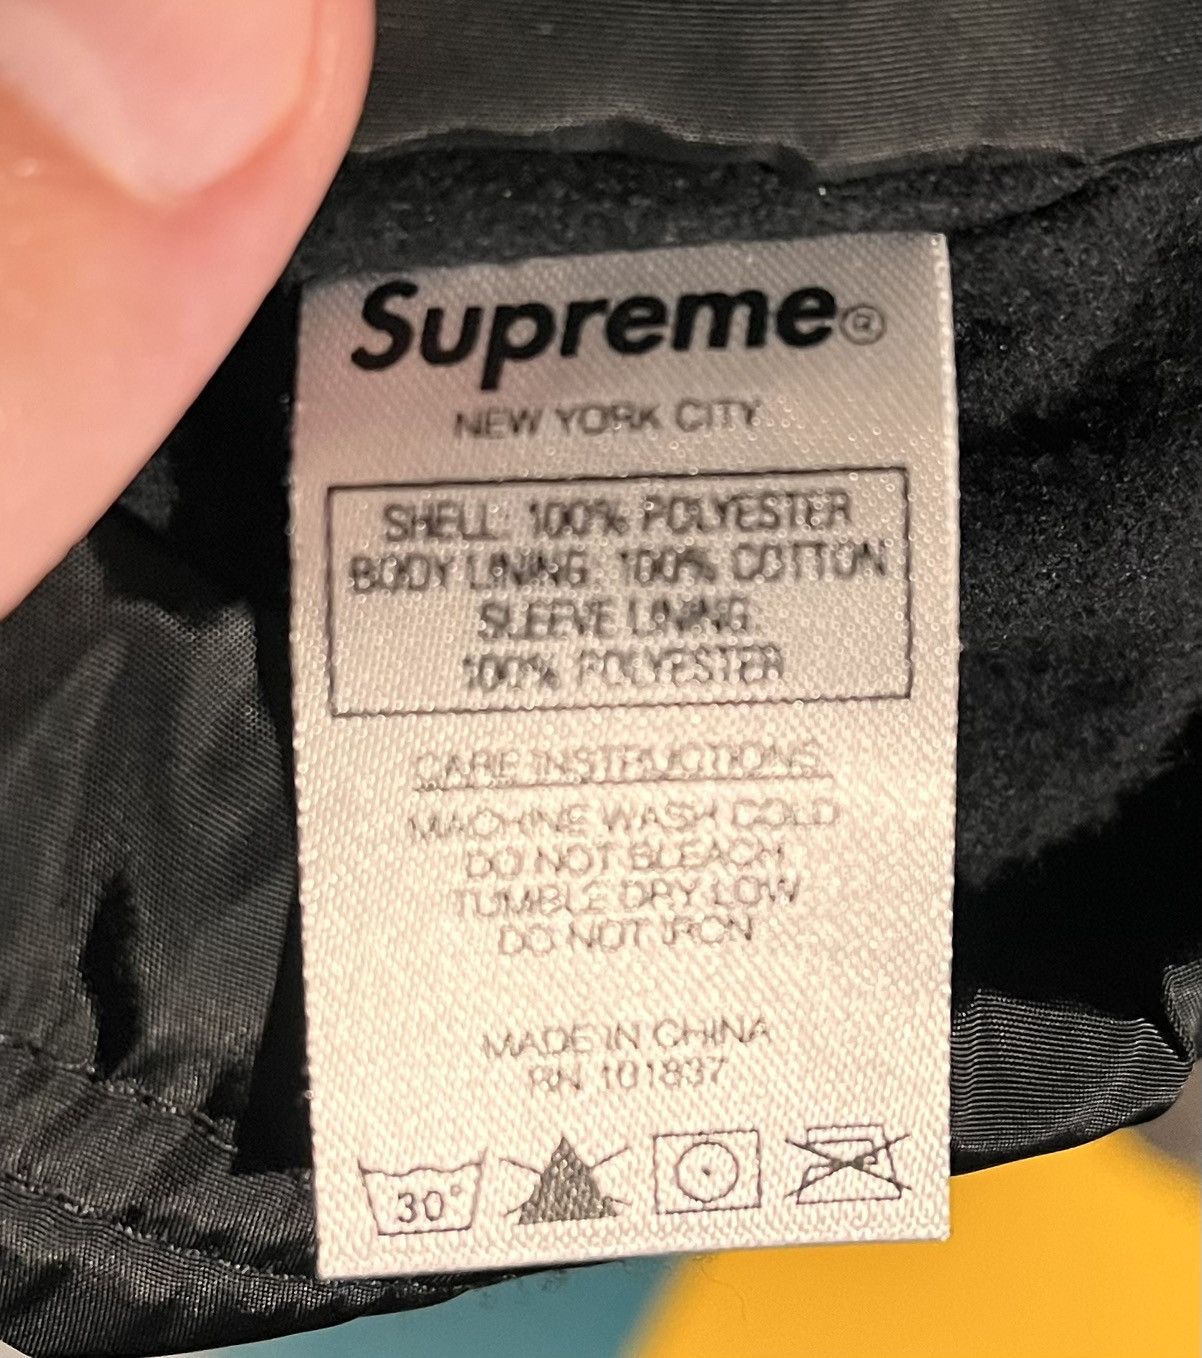 Supreme®
NEW YORK CITY
SHELL: 100% POLYESTER
BODY LINING: 100% COTTON
SLEEVE LINING:
100% POLYESTER
CARE INSTRUCTIONS
MACHINE WASH COLD
DO NOT BLEACH
TUMBLE DRY LOW
DO NOT IRON
MADE IN CHINA
RN 101837
30°